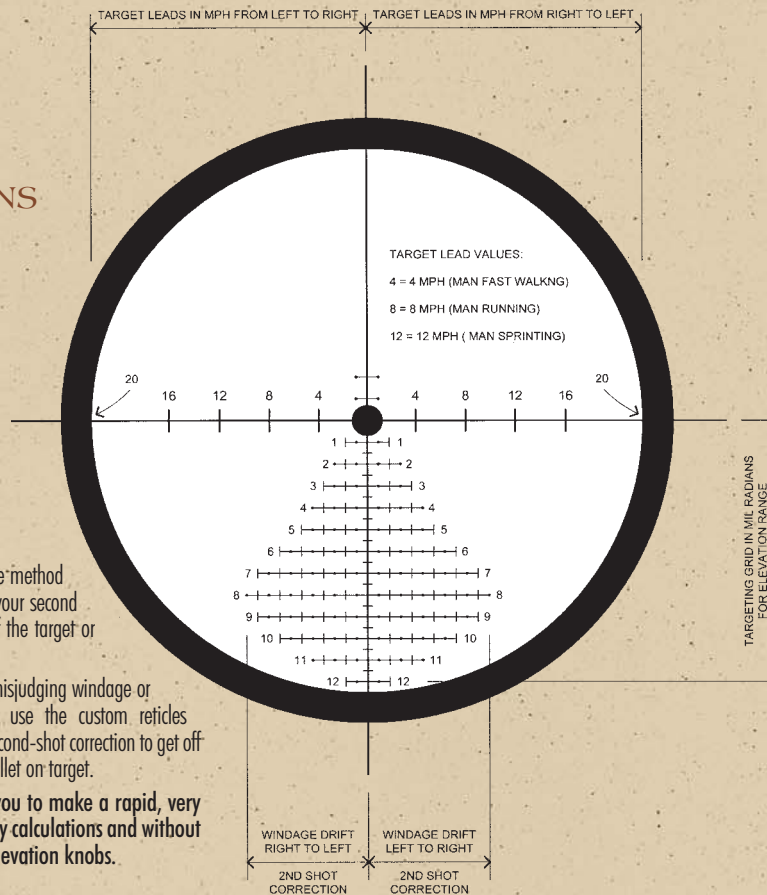 TARGET LEADS IN MPH FROM LEFT TO RIGHT
TARGET LEADS IN MPH FROM RIGHT TO LEFT
NS
TARGET LEAD VALUES:
4 = 4 MPH (MAN FAST WALKNG)
8 = 8 MPH (MAN RUNNING)
12 = 12 MPH ( MAN SPRINTING)
20 20
16 12 8 4 4 8 12 16
1 1
2 2
3 3
4 4
5 5
6 6
7 7
8 8
9 9
10 10
11 11
12 12
TARGETING GRID IN MIL RADIANS
FOR ELEVATION RANGE
e method
your second
f the target or
misjudging windage or
use the custom reticles
cond-shot correction to get off
llet on target.
you to make a rapid, very
y calculations and without
levation knobs.
WINDAGE DRIFT
RIGHT TO LEFT
2ND SHOT
CORRECTION
WINDAGE DRIFT
LEFT TO RIGHT
2ND SHOT
CORRECTION